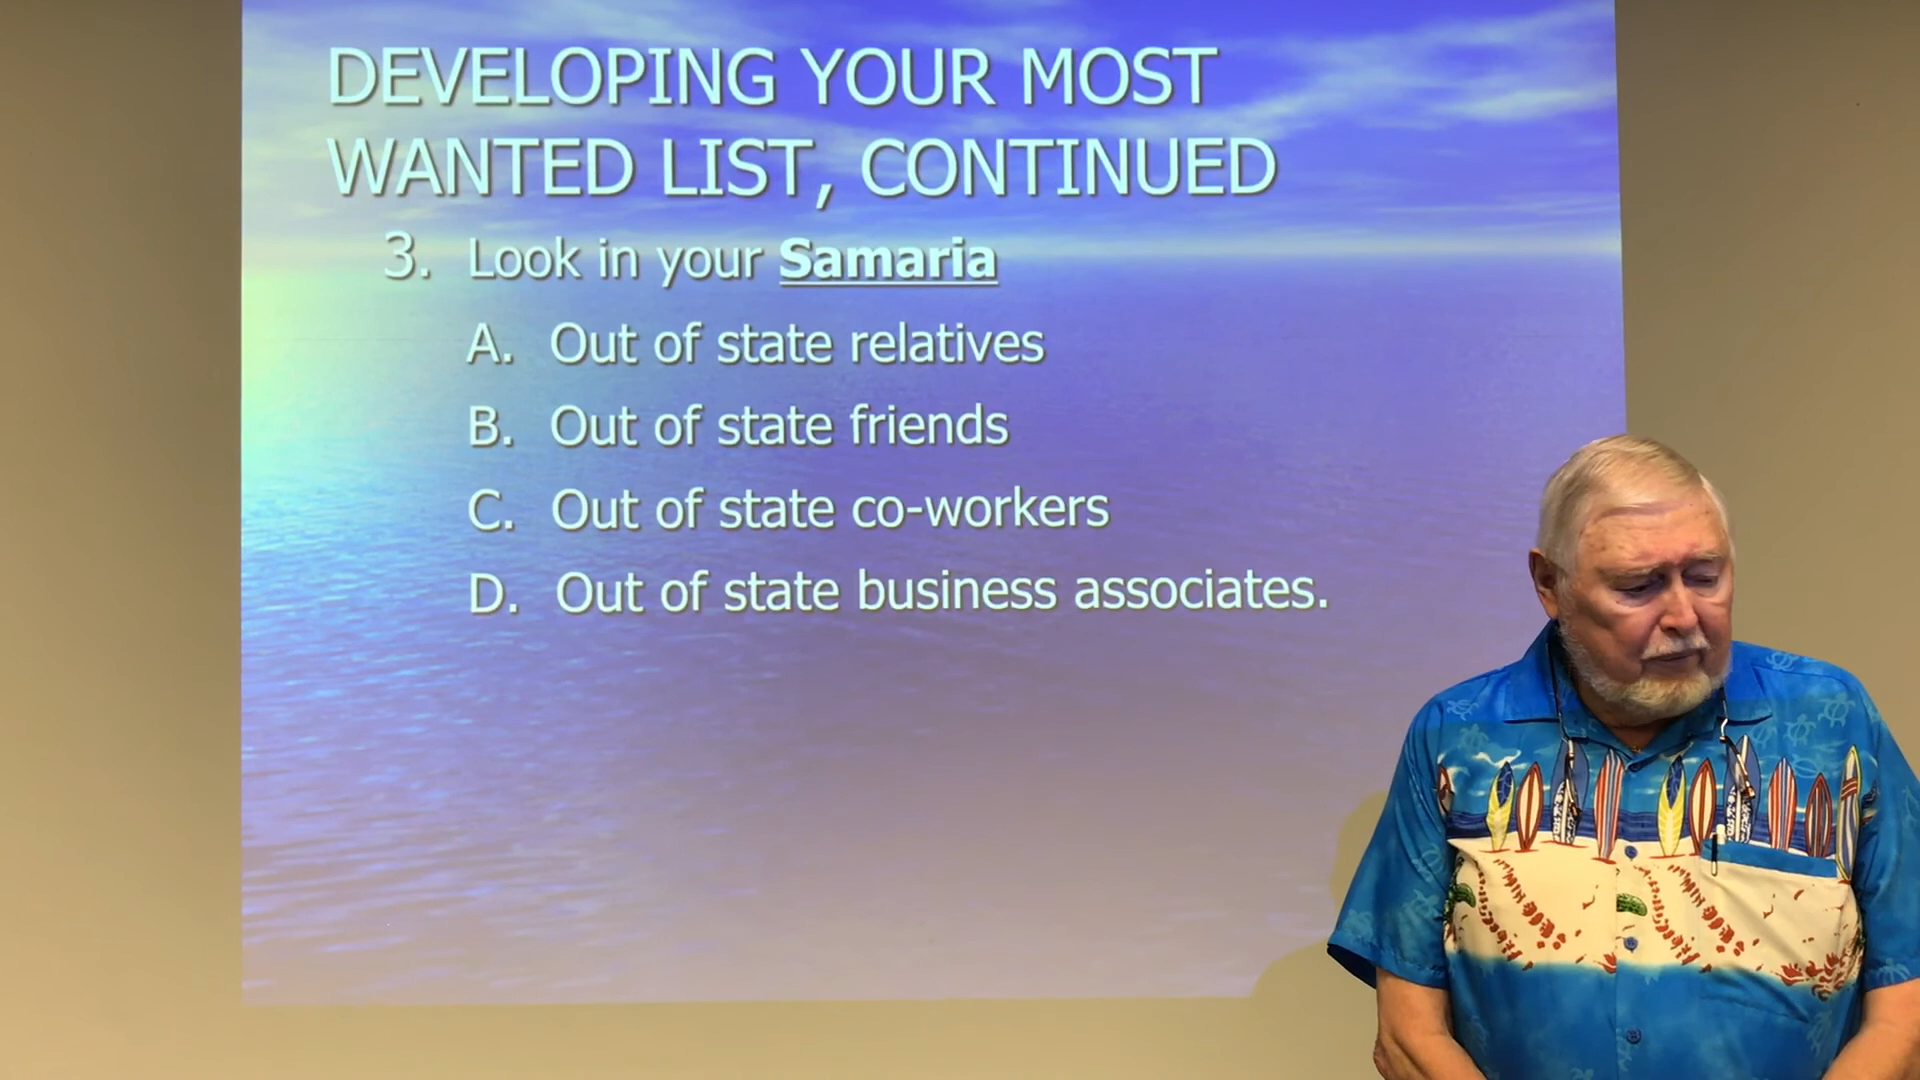 DEVELOPING YOUR MOST
WANTED LIST, CONTINUED
3. Look in your Samaria
A. Out of state relatives
B. Out of state friends
C. Out of state co-workers
D. Out of state business associates.